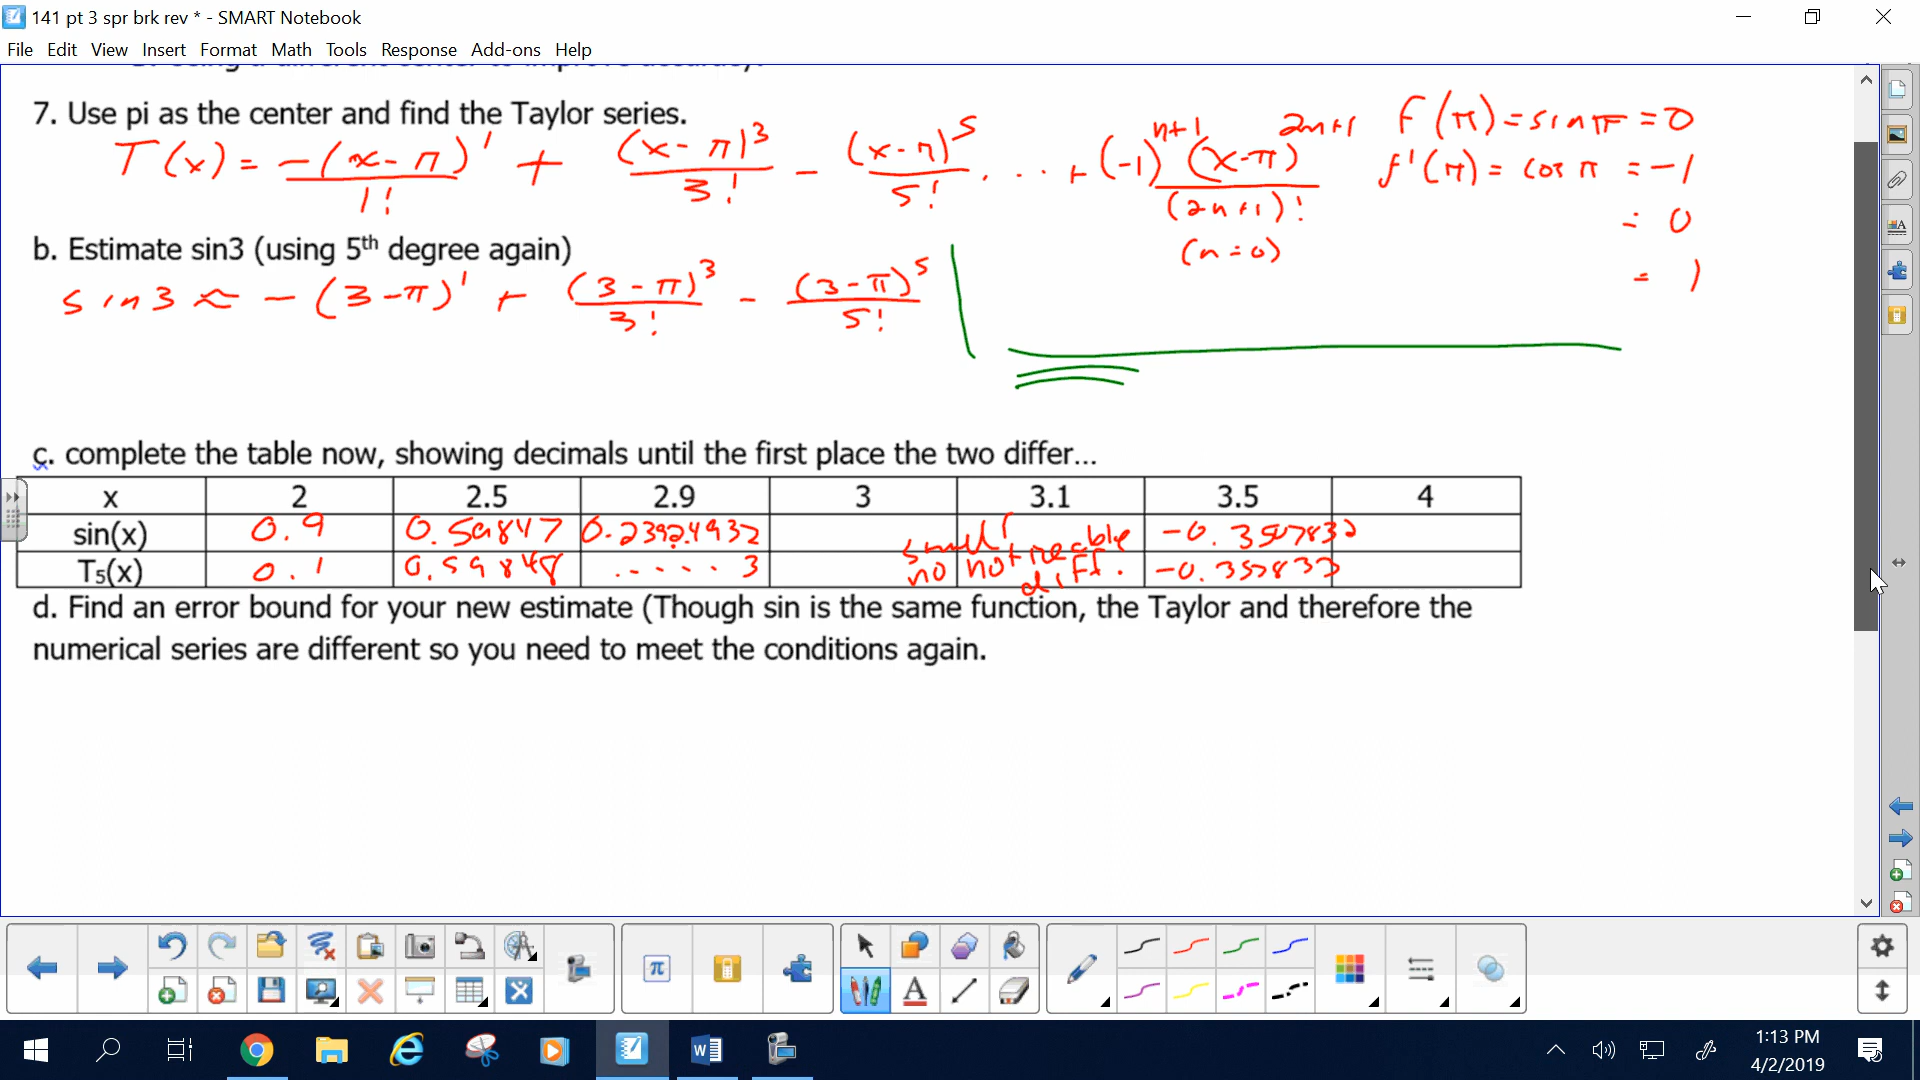 141 pt 3 spr brk rev * - SMART Notebook
File Edit View Insert Format Math Tools Response Add-ons Help
7. Use pi as the center and find the Taylor series.
T(x) = -(x-π)^1/1! + (x-π)^3/3! - (x-π)^5/5! ... + (-1)^n+1 (x-π)^2n+1/(2n+1)!
(n=0)
f(π) = sin π = 0
f'(π) = cos π = -1
= 0
= 1
b. Estimate sin3 (using 5th degree again)
sin3 ≈ -(3-π)^1 + (3-π)^3/3! - (3-π)^5/5!
c. complete the table now, showing decimals until the first place the two differ...
x 2 2.5 2.9 3 3.1 3.5 4
sin(x) 0.9 0.59847 0.23924932 small -0.3507832
T5(x) 0.1 0.59848 ..... 3 no notreable diff. -0.350833
d. Find an error bound for your new estimate (Though sin is the same function, the Taylor and therefore the
numerical series are different so you need to meet the conditions again.
1:13 PM
4/2/2019